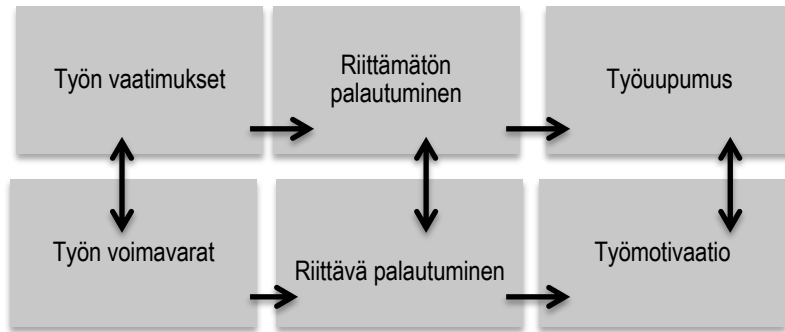 Työn vaatimukset
Riittämätön
palautuminen
Työuupumus
Työn voimavarat
Riittävä palautuminen
Työmotivaatio